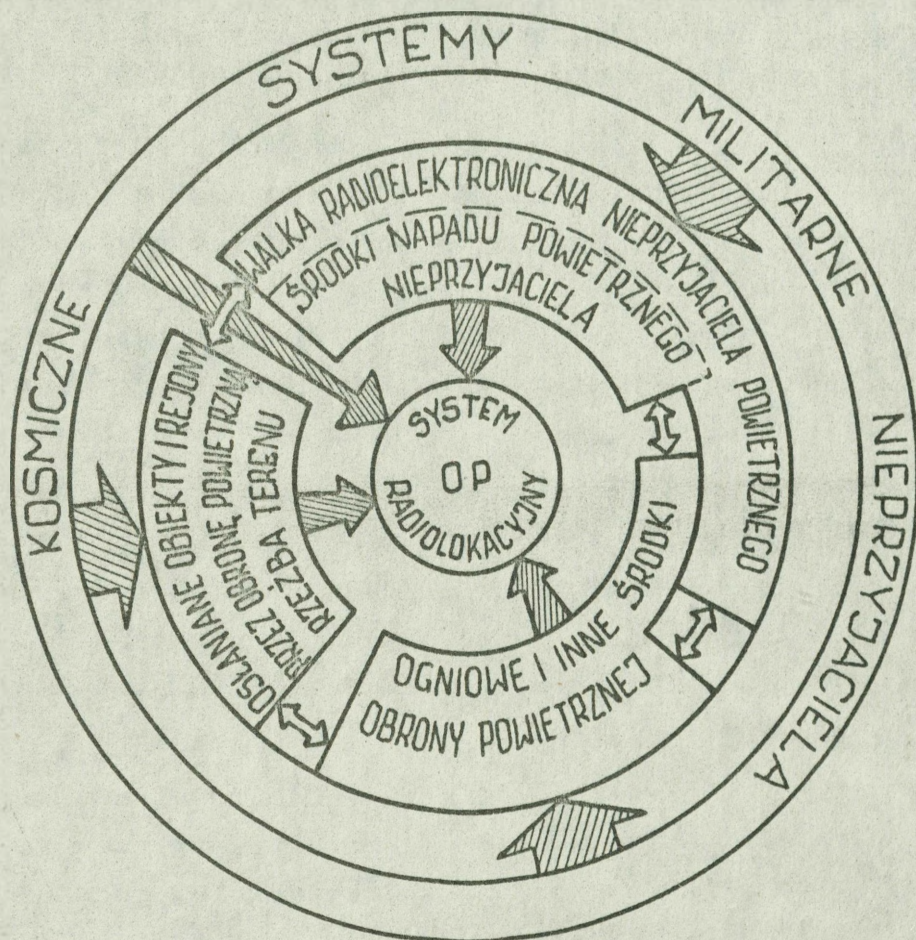 KOSMICZNE SYSTEMY MILITARNE NIEPRZYJACIELA
WALKA RADIOELEKTRONICZNA NIEPRZYJACIELA POWIETRZNEGO
ŚRODKI NAPADU POWIETRZNEGO
NIEPRZYJACIELA
OSŁANIANE OBIEKTY I REJONY
PRZEZ OBRONĘ POWIETRZNĄ
RZEŹBA TERENU
SYSTEM
OP
RADIOLOKACYJNY
OGNIOWE I INNE ŚRODKI
OBRONY POWIETRZNEJ